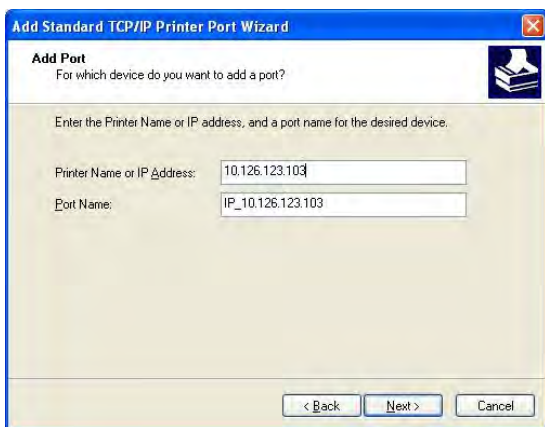 Add Standard TCP/IP Printer Port Wizard
Add Port
For which device do you want to add a port?
Enter the Printer Name or IP address, and a port name for the desired device.
Printer Name or IP Address: 10.126.123.103
Port Name: IP_10.126.123.103
< Back Next > Cancel